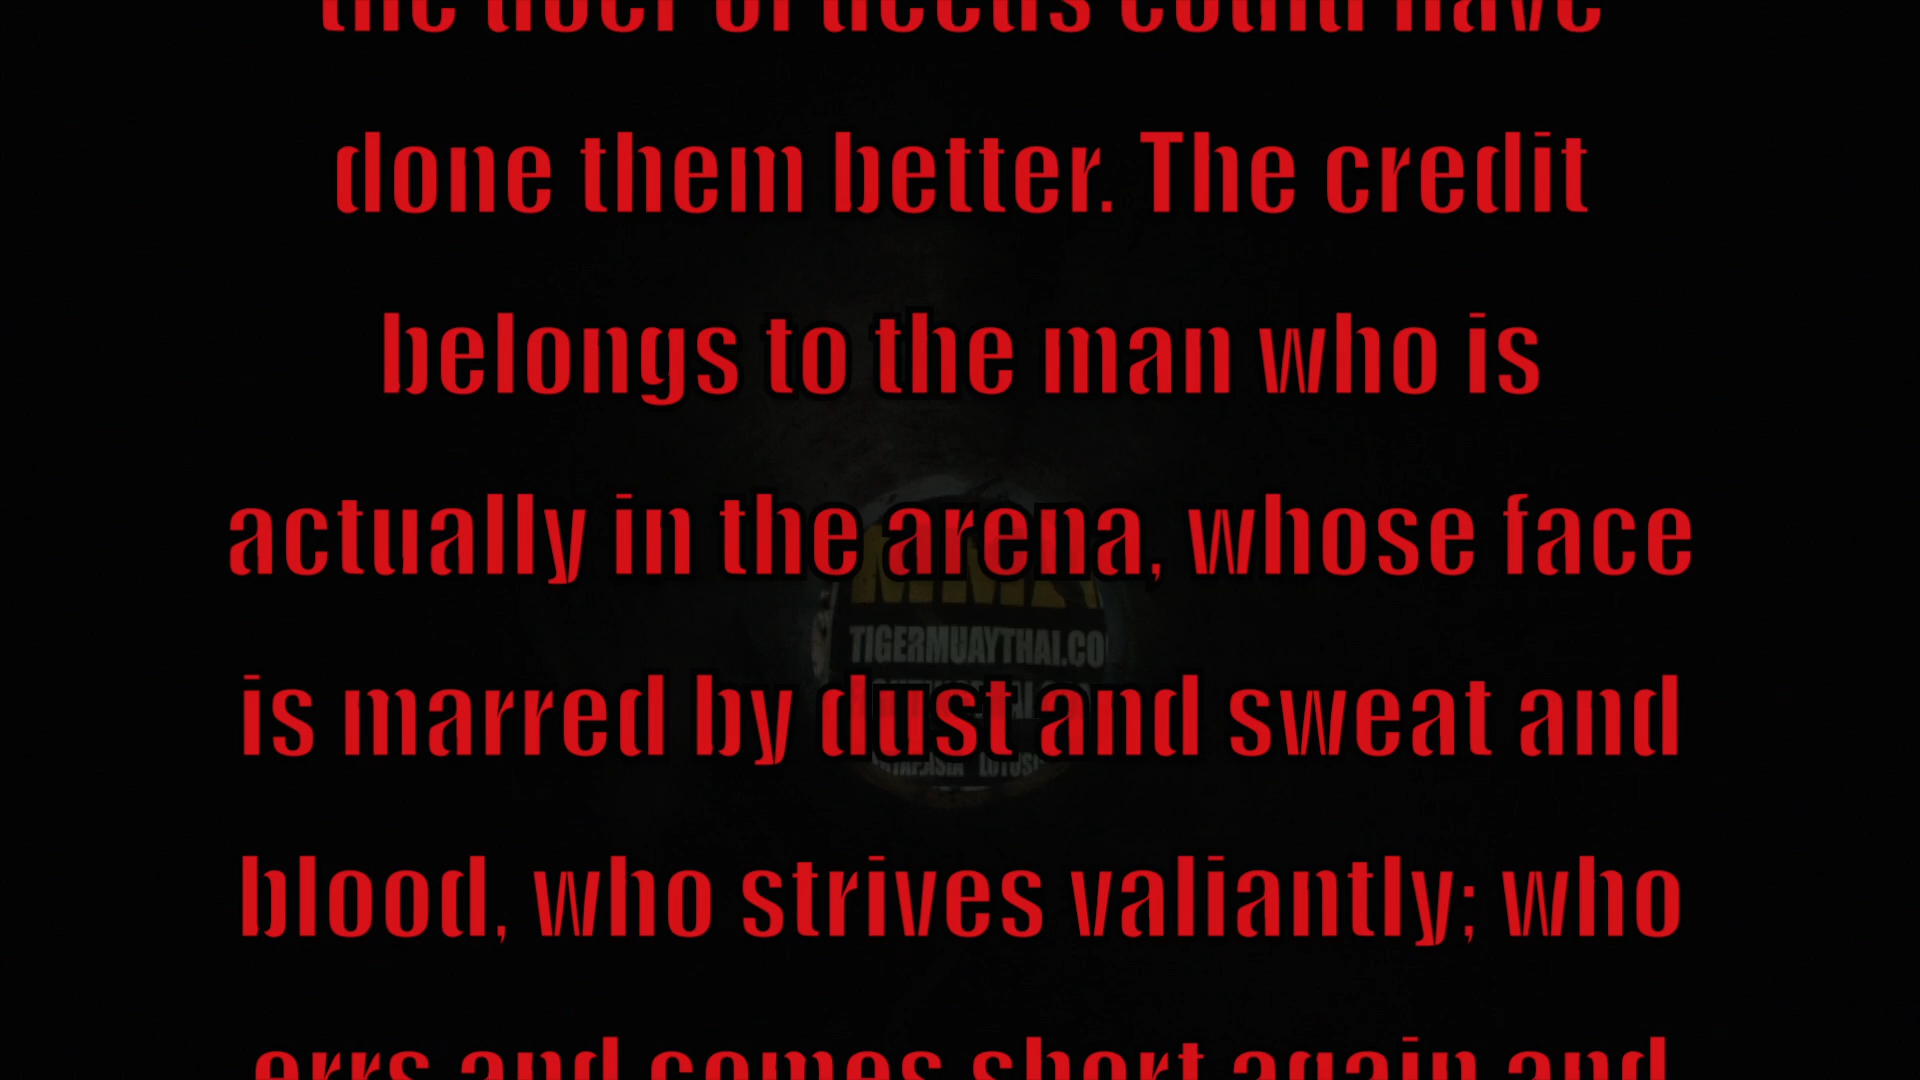 the doer of deeds could have
done them better. The credit
belongs to the man who is
actually in the arena, whose face
MMA
TIGERMUAYTHAI.CO
is marred by dust and sweat and
blood, who strives valiantly; who
errs and comes short again and